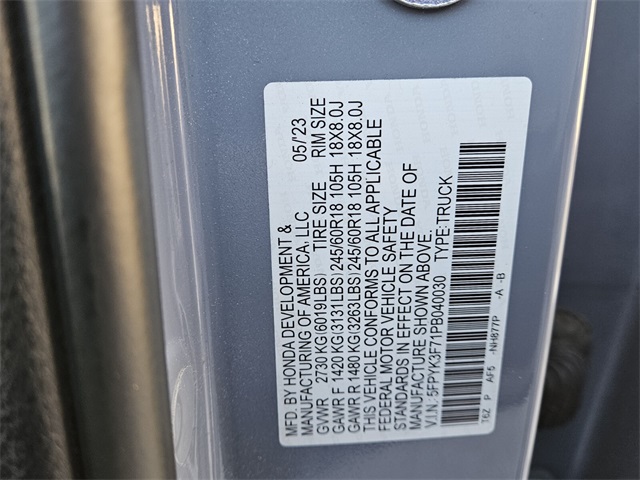 MFD. BY HONDA DEVELOPMENT &
MANUFACTURING OF AMERICA, LLC 05/'23
GVWR 2730 KG(6019LBS) TIRE SIZE RIM SIZE
GAWR F 1420 KG(3131LBS)245/60R18 105H 18X8.0J
GAWR R 1480 KG(3263LBS)245/60R18 105H 18X8.0J
THIS VEHICLE CONFORMS TO ALL APPLICABLE
FEDERAL MOTOR VEHICLE SAFETY
STANDARDS IN EFFECT ON THE DATE OF
MANUFACTURE SHOWN ABOVE.
V.I.N.:5FPYK3F71PB040030 TYPE:TRUCK
T6Z P AF5 -NH877P -A -B